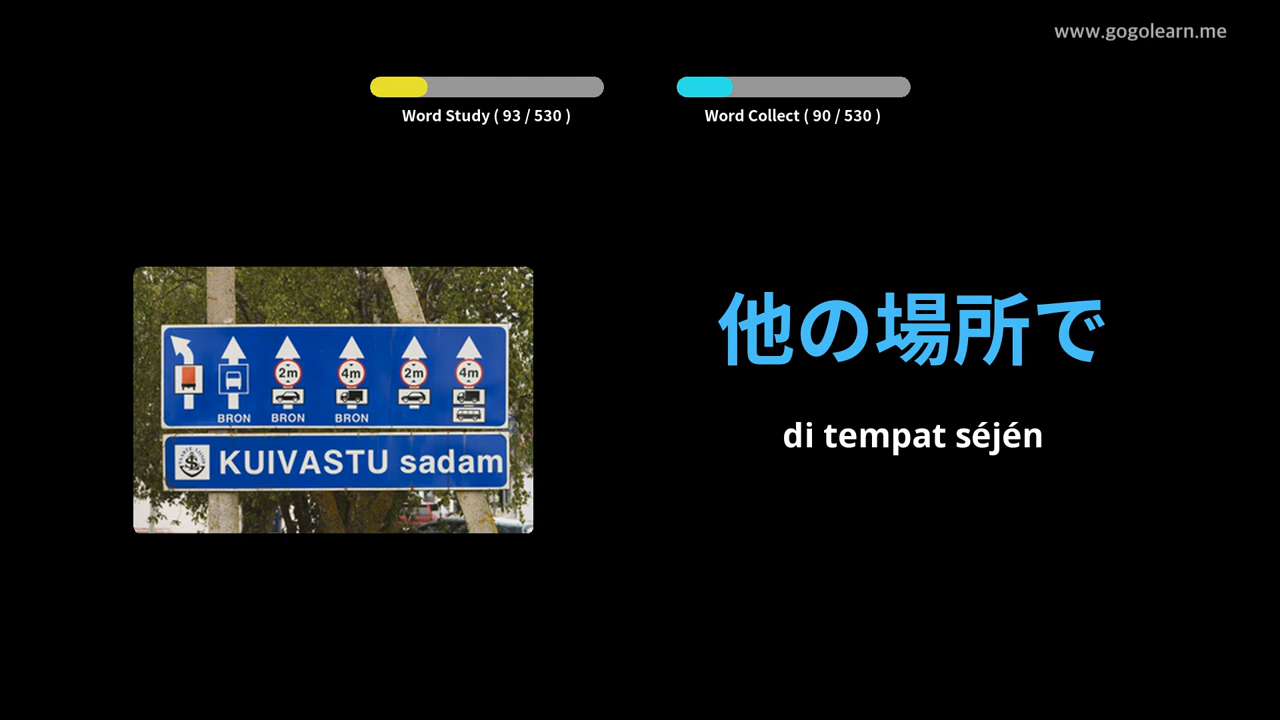 www.gogolearn.me
Word Study ( 93 / 530 )
Word Collect ( 90 / 530 )
2m 4m 2m 4m
BRON BRON BRON
KUIVASTU sadam
他の場所で
di tempat séjén